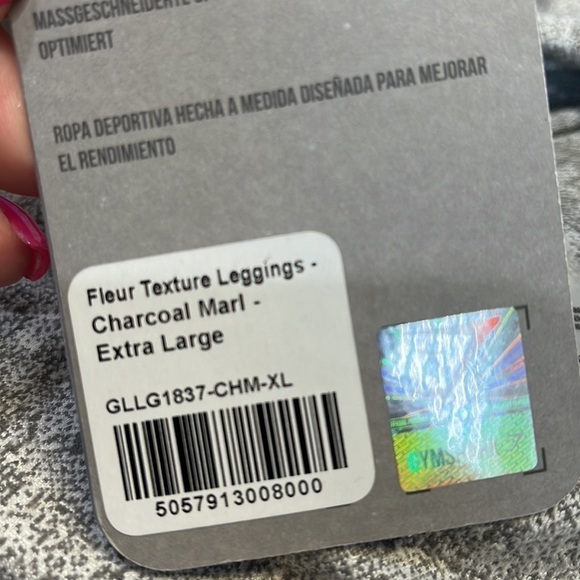 MASSGESCHNEIDERTE
OPTIMIERT
ROPA DEPORTIVA HECHA A MEDIDA DISEÑADA PARA MEJORAR
EL RENDIMIENTO
Fleur Texture Leggings -
Charcoal Marl -
Extra Large
GLLG1837-CHM-XL
5057913008000